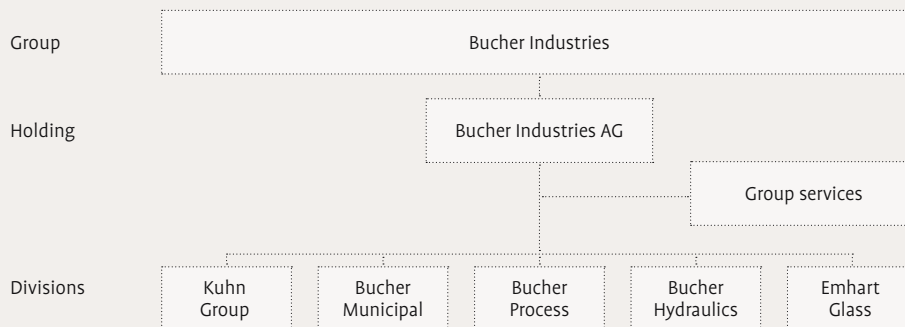 Group
Bucher Industries
Holding
Bucher Industries AG
Group services
Divisions
Kuhn
Group
Bucher
Municipal
Bucher
Process
Bucher
Hydraulics
Emhart
Glass